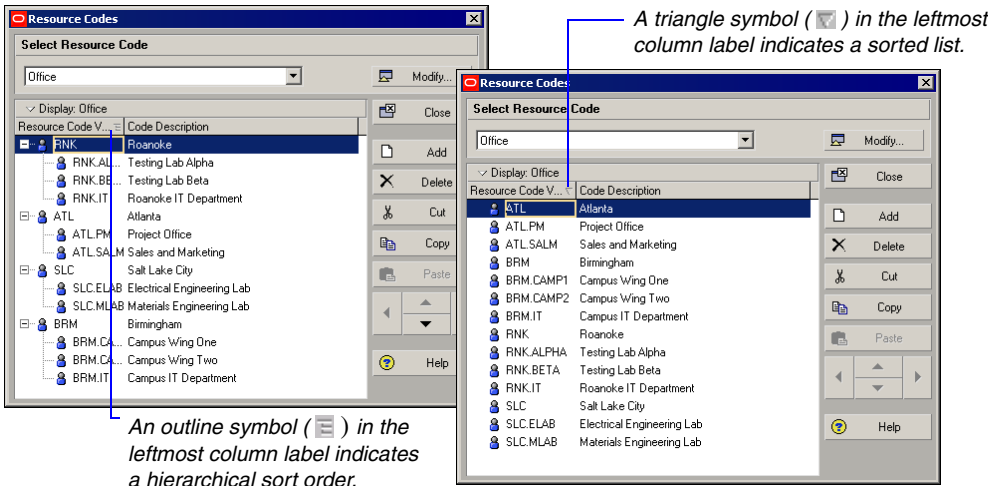 Resource Codes
Select Resource Code
Office
Modify...
Display: Office
Close
Resource Code V... Code Description
RNK Roanoke
RNK.AL... Testing Lab Alpha
Add
RNK.BE... Testing Lab Beta
Delete
RNK.IT Roanoke IT Department
ATL Atlanta
Cut
ATL.PM Project Office
ATL.SALM Sales and Marketing
Copy
SLC Salt Lake City
Paste
SLC.ELAB Electrical Engineering Lab
SLC.MLAB Materials Engineering Lab
BRM Birmingham
BRM.CA... Campus Wing One
BRM.CA... Campus Wing Two
Help
BRM.IT Campus IT Department
An outline symbol ( ) in the
leftmost column label indicates
a hierarchical sort order.
A triangle symbol ( ) in the leftmost
column label indicates a sorted list.
Resource Codes
Select Resource Code
Office
Modify...
Display: Office
Close
Resource Code V... Code Description
ATL Atlanta
Add
ATL.PM Project Office
ATL.SALM Sales and Marketing
Delete
BRM Birmingham
BRM.CAMP1 Campus Wing One
Cut
BRM.CAMP2 Campus Wing Two
BRM.IT Campus IT Department
Copy
RNK Roanoke
Paste
RNK.ALPHA Testing Lab Alpha
RNK.BETA Testing Lab Beta
RNK.IT Roanoke IT Department
SLC Salt Lake City
SLC.ELAB Electrical Engineering Lab
Help
SLC.MLAB Materials Engineering Lab